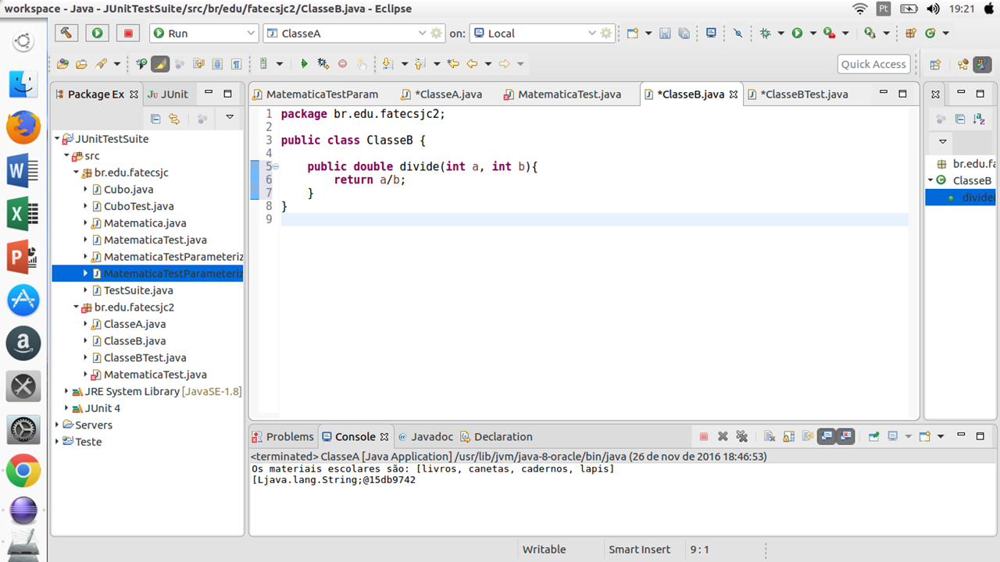 workspace - Java - JUnitTestSuite/src/br/edu/fatecsjc2/ClasseB.java - Eclipse
Pt
19:21
Run
ClasseA
on:
Local
Quick Access
Package Ex
JU JUnit
MatematicaTestParam
*ClasseA.java
MatematicaTest.java
*ClasseB.java
*ClasseBTest.java
JUnitTestSuite
src
br.edu.fatecsjc
Cubo.java
CuboTest.java
Matematica.java
MatematicaTest.java
MatematicaTestParameteriz
MatematicaTestParameteriz
TestSuite.java
br.edu.fatecsjc2
ClasseA.java
ClasseB.java
ClasseBTest.java
MatematicaTest.java
JRE System Library [JavaSE-1.8]
JUnit 4
Servers
Teste
1 package br.edu.fatecsjc2;
2
3 public class ClasseB {
4
5 public double divide(int a, int b){
6 return a/b;
7 }
8 }
9
br.edu.fa
ClasseB
divide(
Problems
Console
@ Javadoc
Declaration
<terminated> ClasseA [Java Application] /usr/lib/jvm/java-8-oracle/bin/java (26 de nov de 2016 18:46:53)
Os materiais escolares são: [livros, canetas, cadernos, lapis]
[Ljava.lang.String;@15db9742
Writable
Smart Insert
9 : 1